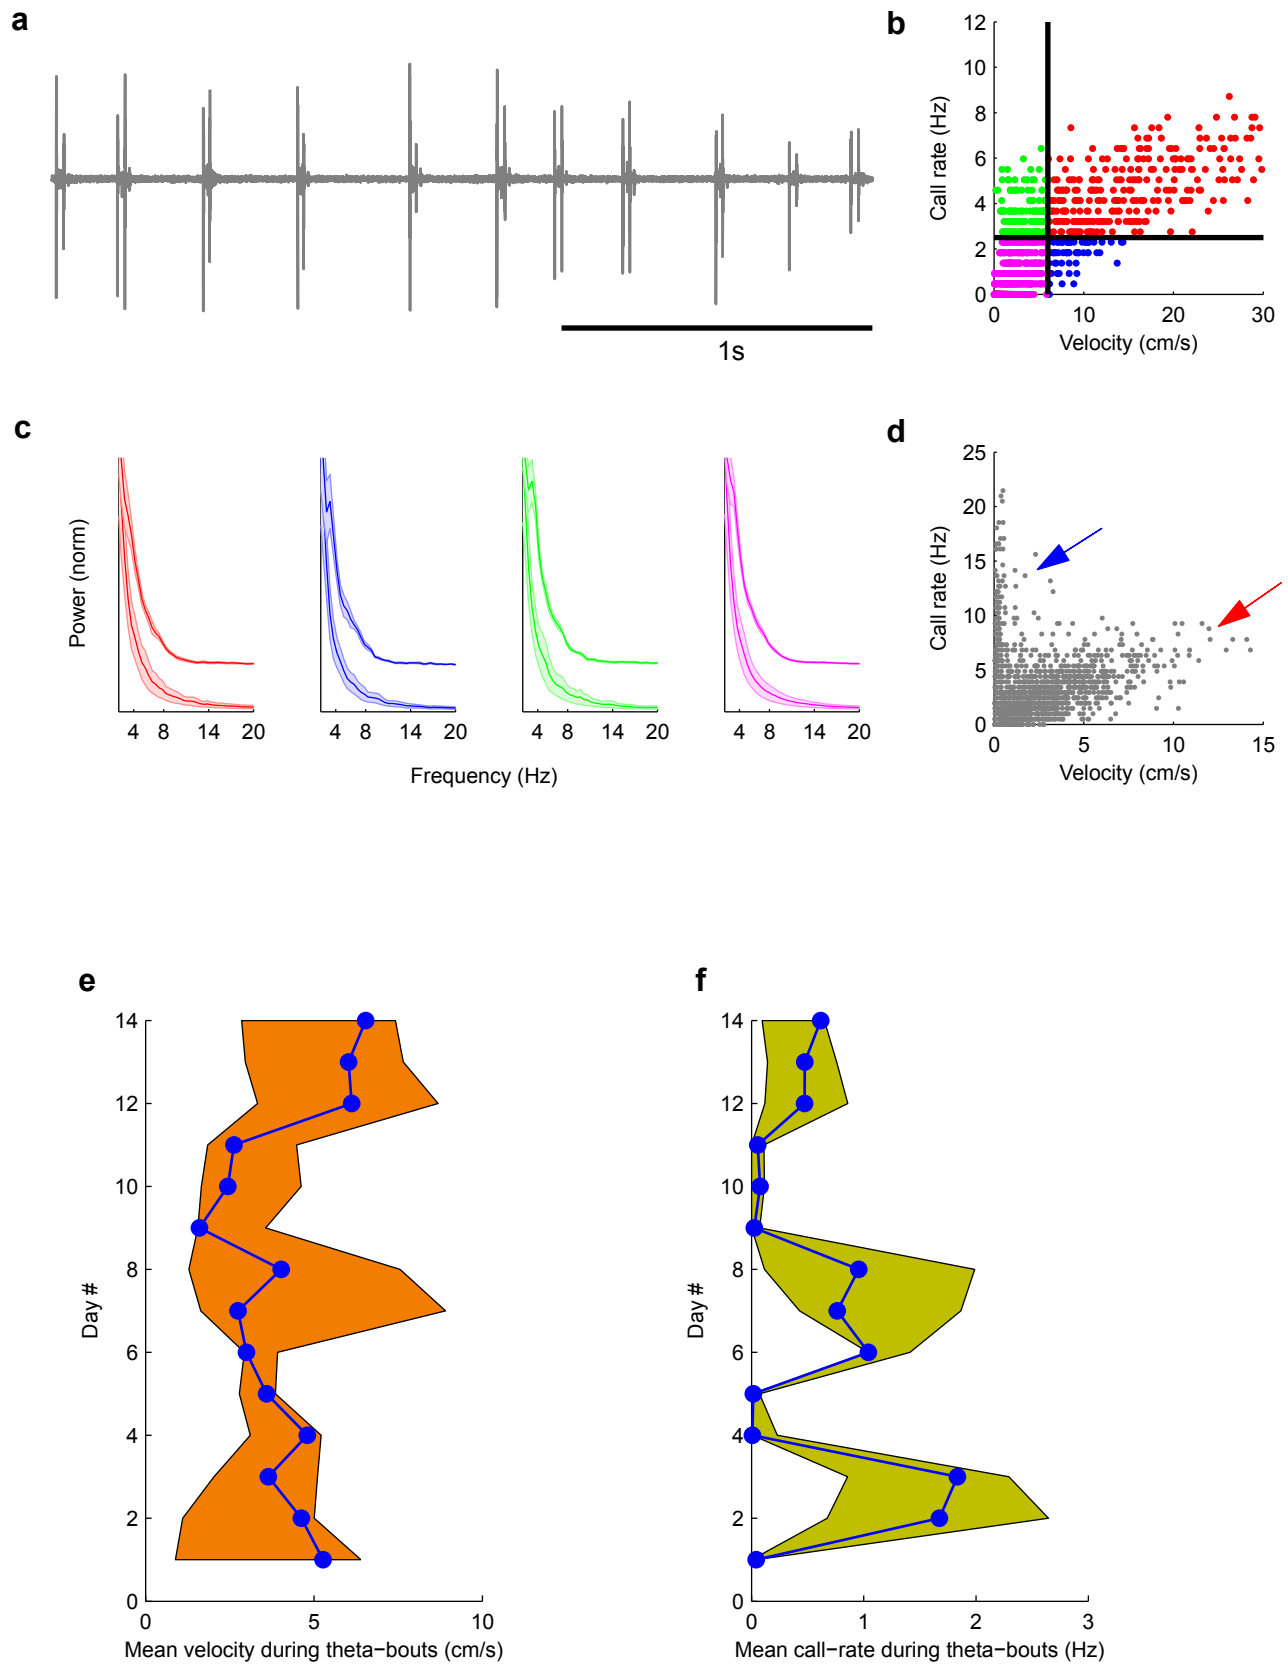 a
1s
b
12
10
8
6
4
2
0
Call rate (Hz)
0 10 20 30
Velocity (cm/s)
c
Power (norm)
4 8 14 20
4 8 14 20
4 8 14 20
4 8 14 20
Frequency (Hz)
d
25
20
15
10
5
0
Call rate (Hz)
0 5 10 15
Velocity (cm/s)
e
14
12
10
8
6
4
2
0
Day #
0 5 10
Mean velocity during theta−bouts (cm/s)
f
14
12
10
8
6
4
2
0
Day #
0 1 2 3
Mean call−rate during theta−bouts (Hz)